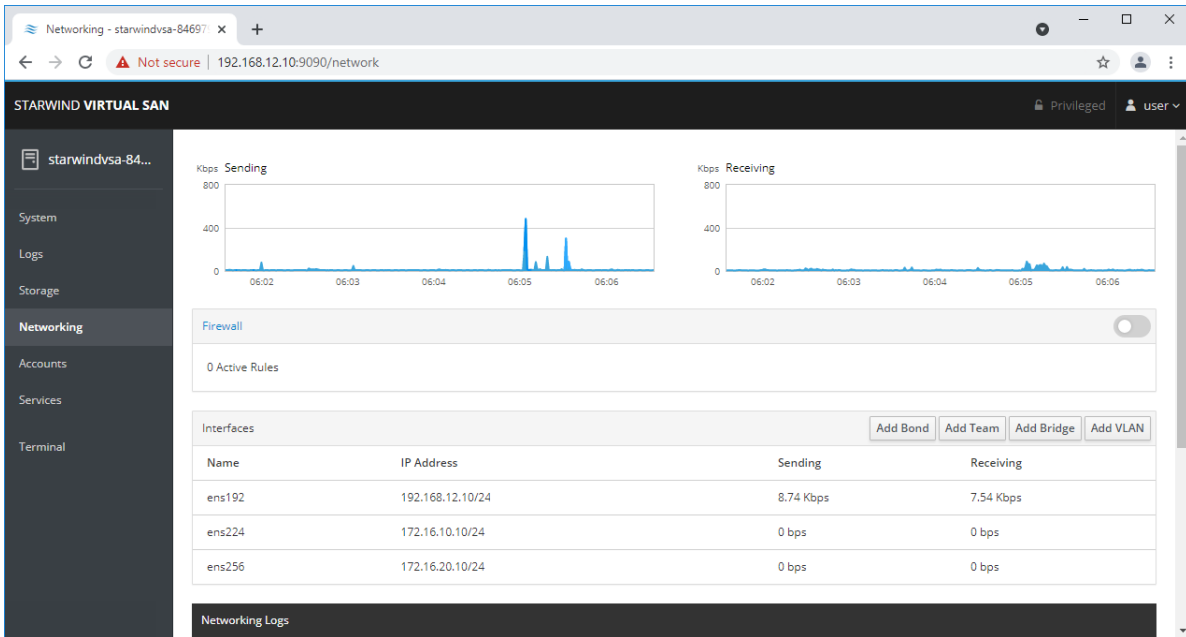 Networking - starwindvsa-84697
Not secure | 192.168.12.10:9090/network
STARWIND VIRTUAL SAN
Privileged
user
starwindvsa-84...
System
Logs
Storage
Networking
Accounts
Services
Terminal
Kbps Sending
800
400
0
06:02 06:03 06:04 06:05 06:06
Kbps Receiving
800
400
0
06:02 06:03 06:04 06:05 06:06
Firewall
0 Active Rules
Interfaces Add Bond Add Team Add Bridge Add VLAN
Name IP Address Sending Receiving
ens192 192.168.12.10/24 8.74 Kbps 7.54 Kbps
ens224 172.16.10.10/24 0 bps 0 bps
ens256 172.16.20.10/24 0 bps 0 bps
Networking Logs